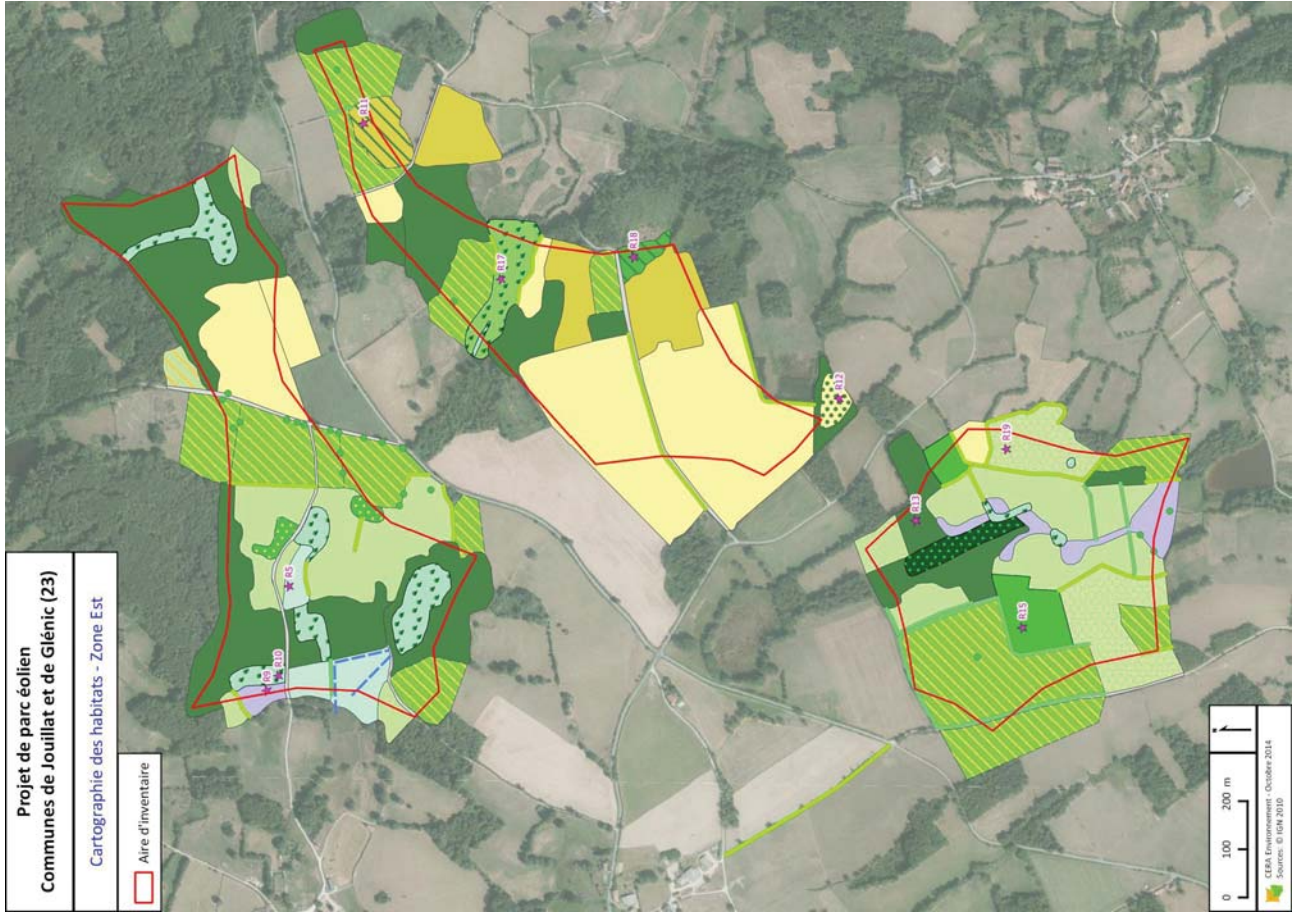 Projet de parc éolien
Communes de Jouillat et de Glénic (23)
Cartographie des habitats - Zone Est
Aire d'inventaire
R9
R10
R5
R11
R17
R18
R12
R13
R19
R15
0 100 200 m
CERA Environnement - Octobre 2014
Sources: © IGN 2010